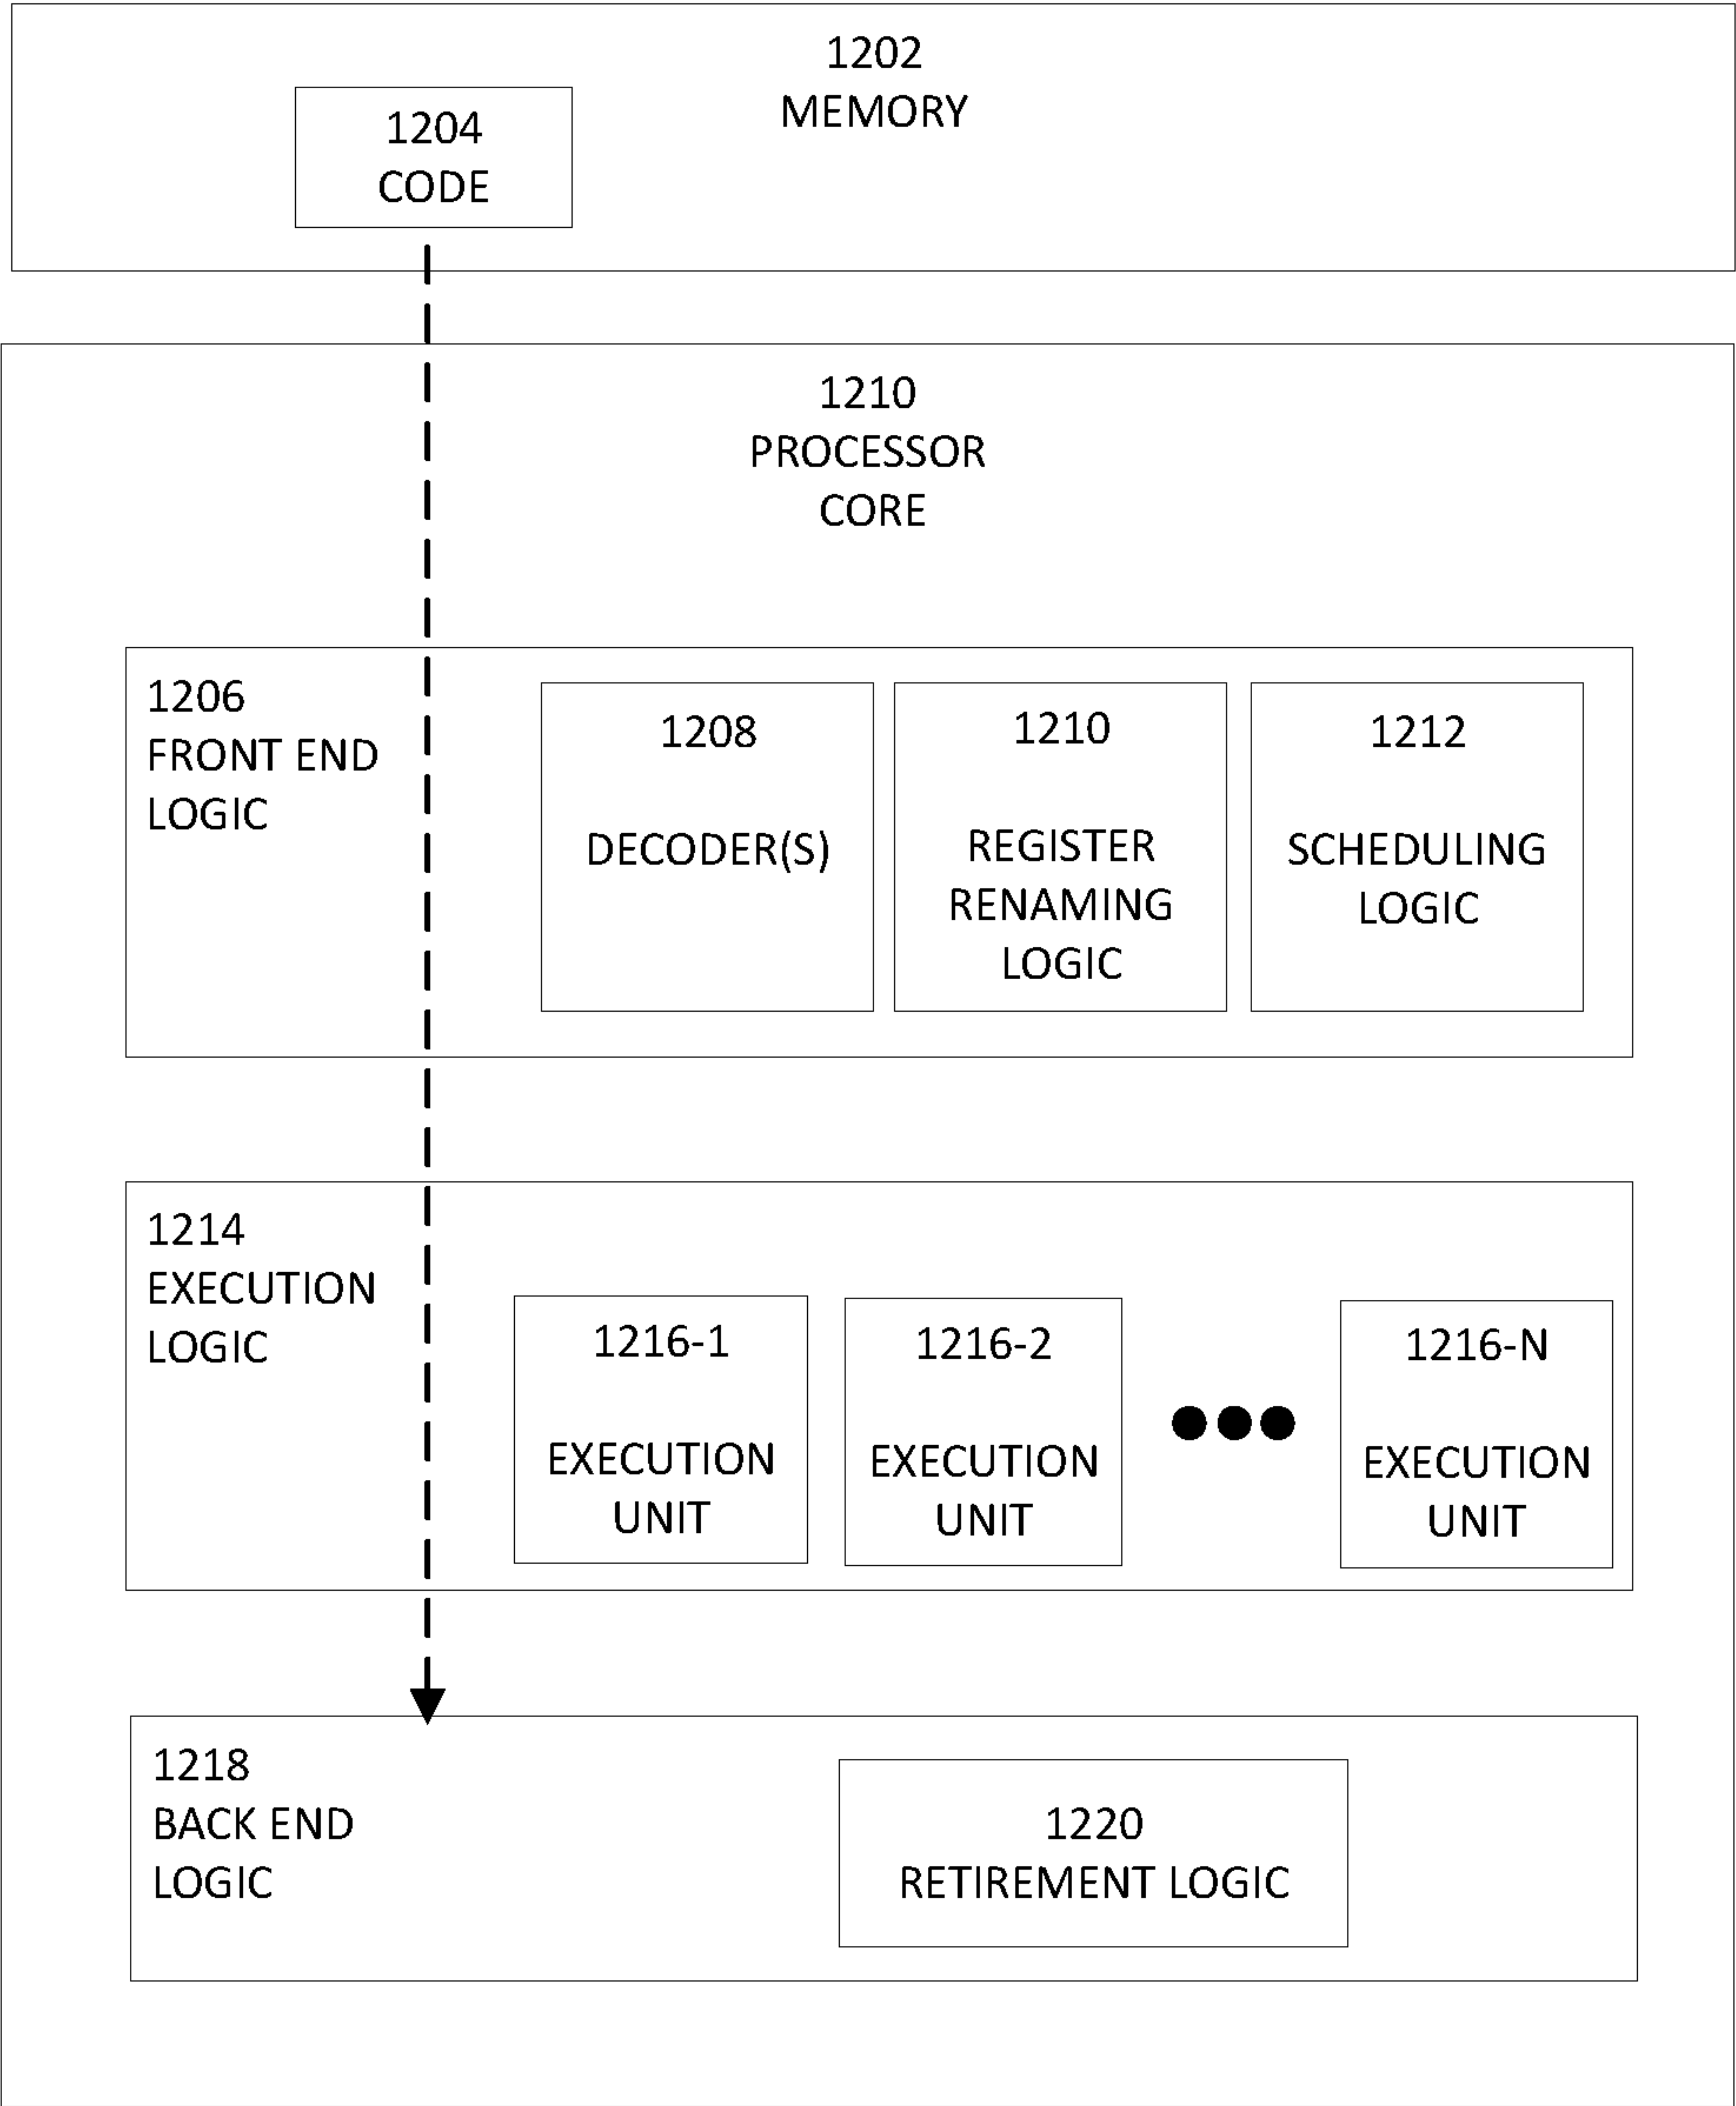 1202
MEMORY
1204
CODE
1210
PROCESSOR
CORE
1206
FRONT END
LOGIC
1208
DECODER(S)
1210
REGISTER
RENAMING
LOGIC
1212
SCHEDULING
LOGIC
1214
EXECUTION
LOGIC
1216-1
EXECUTION
UNIT
1216-2
EXECUTION
UNIT
1216-N
EXECUTION
UNIT
1218
BACK END
LOGIC
1220
RETIREMENT LOGIC